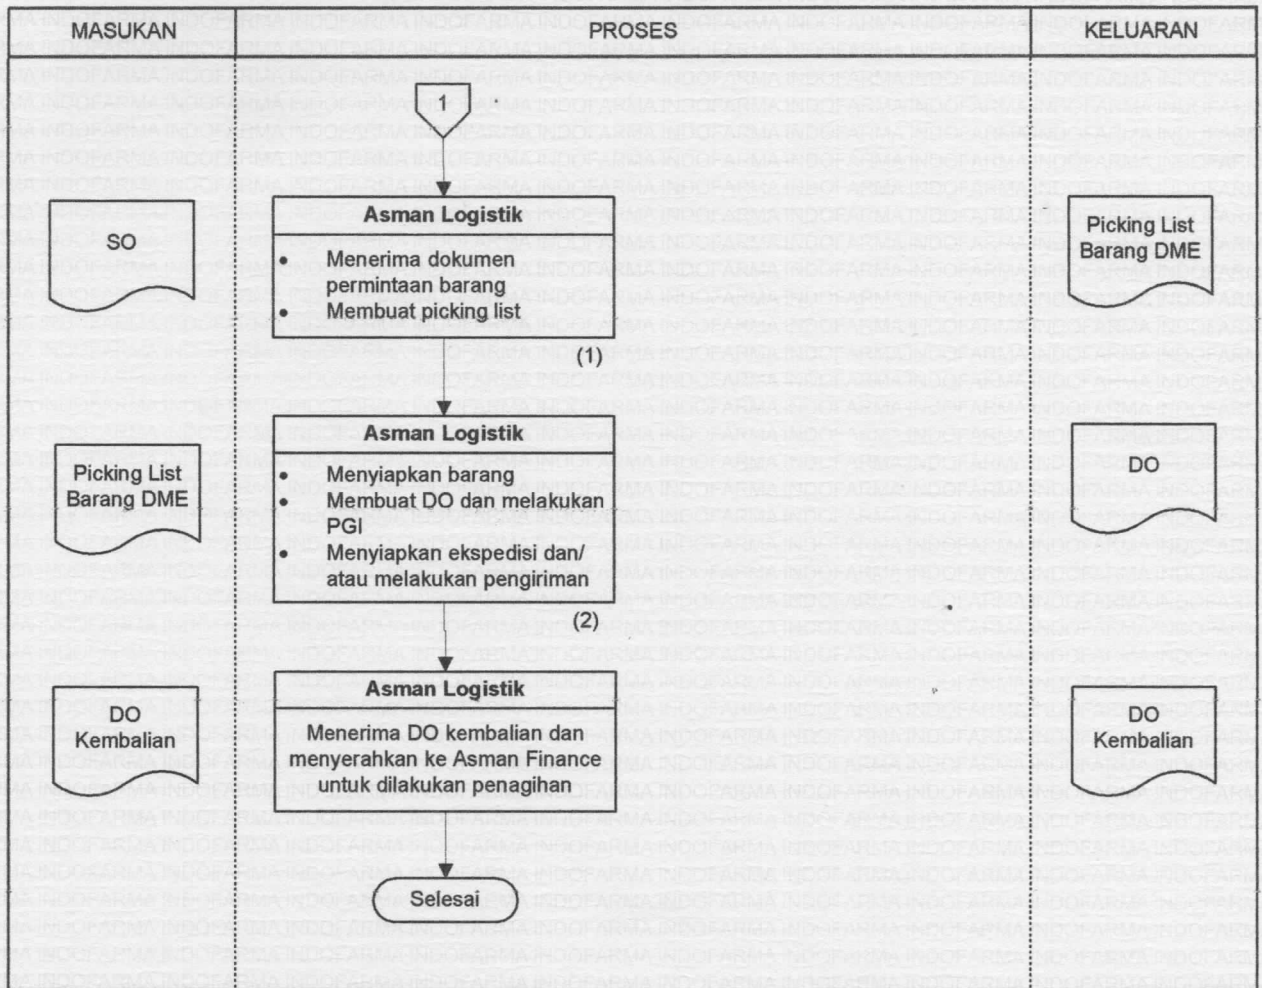 MASUKAN
PROSES
KELUARAN
1
SO
Asman Logistik
• Menerima dokumen
permintaan barang
• Membuat picking list
(1)
Picking List
Barang DME
Picking List
Barang DME
Asman Logistik
• Menyiapkan barang
• Membuat DO dan melakukan
PGI
• Menyiapkan ekspedisi dan/
atau melakukan pengiriman
(2)
DO
DO
Kembalian
Asman Logistik
Menerima DO kembalian dan
menyerahkan ke Asman Finance
untuk dilakukan penagihan
DO
Kembalian
Selesai